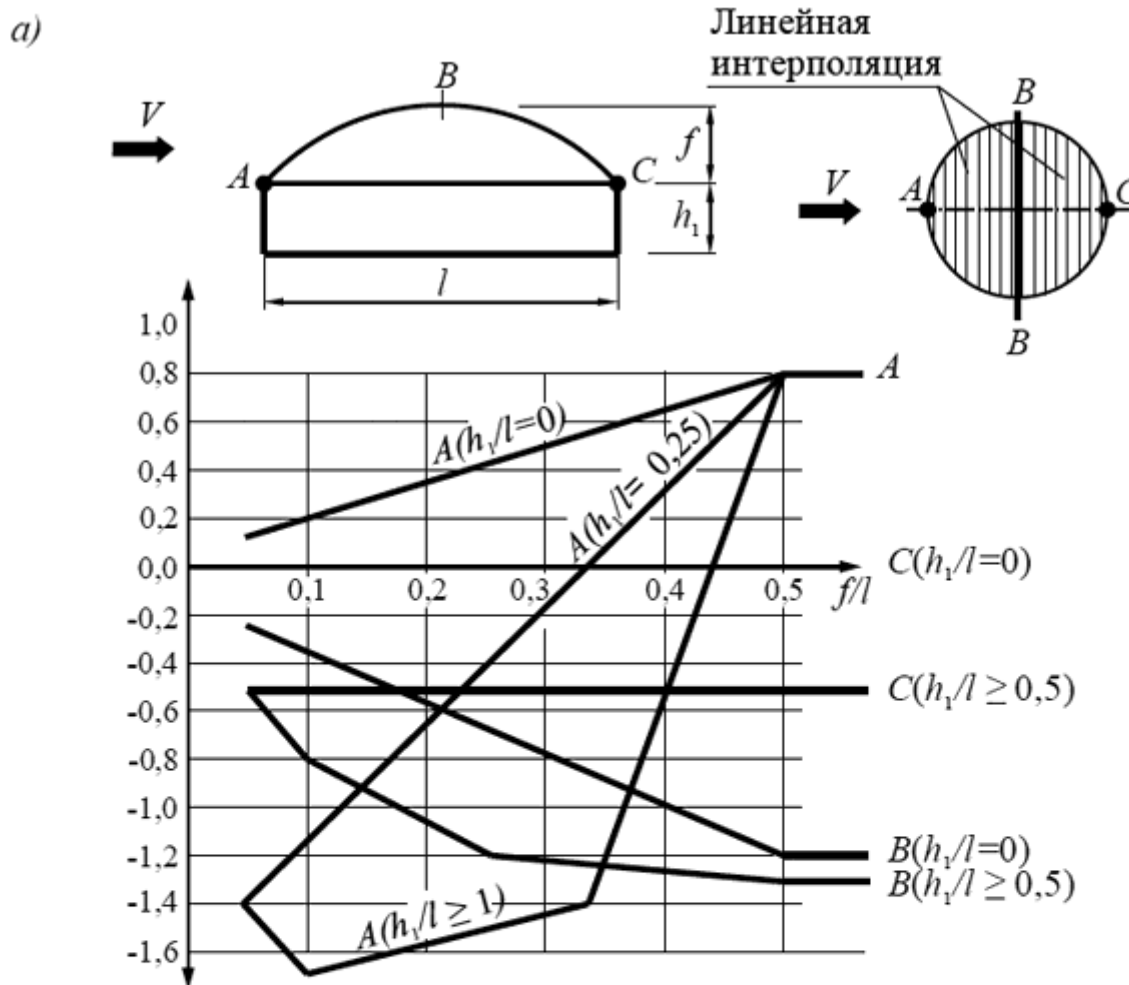 а)
Линейная
интерполяция
B
V
A
C
f
h₁
l
B
V
A
C
B
1,0
0,8
0,6
0,4
0,2
0,0
-0,2
-0,4
-0,6
-0,8
-1,0
-1,2
-1,4
-1,6
0,1
0,2
0,3
0,4
0,5
f/l
A(h₁/l=0)
A(h₁/l= 0,25)
A(h₁/l ≥ 1)
A
C(h₁/l=0)
C(h₁/l ≥ 0,5)
B(h₁/l=0)
B(h₁/l ≥ 0,5)